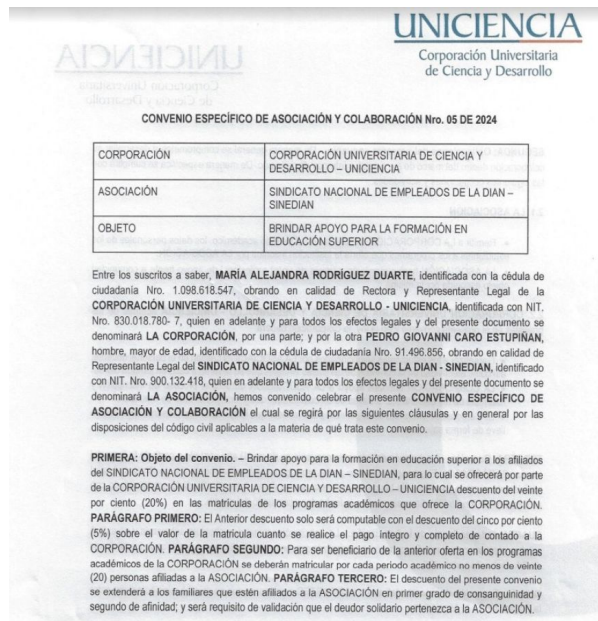 UNICIENCIA
Corporación Universitaria
de Ciencia y Desarrollo
CONVENIO ESPECÍFICO DE ASOCIACIÓN Y COLABORACIÓN Nro. 05 DE 2024
CORPORACIÓN
CORPORACIÓN UNIVERSITARIA DE CIENCIA Y
DESARROLLO – UNICIENCIA
ASOCIACIÓN
SINDICATO NACIONAL DE EMPLEADOS DE LA DIAN –
SINEDIAN
OBJETO
BRINDAR APOYO PARA LA FORMACIÓN EN
EDUCACIÓN SUPERIOR
Entre los suscritos a saber, MARÍA ALEJANDRA RODRÍGUEZ DUARTE, identificada con la cédula de
ciudadanía Nro. 1.098.618.547, obrando en calidad de Rectora y Representante Legal de la
CORPORACIÓN UNIVERSITARIA DE CIENCIA Y DESARROLLO - UNICIENCIA, identificada con NIT.
Nro. 830.018.780- 7, quien en adelante y para todos los efectos legales y del presente documento se
denominará LA CORPORACIÓN, por una parte; y por la otra PEDRO GIOVANNI CARO ESTUPIÑAN,
hombre, mayor de edad, identificado con la cédula de ciudadanía Nro. 91.496.856, obrando en calidad de
Representante Legal del SINDICATO NACIONAL DE EMPLEADOS DE LA DIAN - SINEDIAN, identificado
con NIT. Nro. 900.132.418, quien en adelante y para todos los efectos legales y del presente documento se
denominará LA ASOCIACIÓN, hemos convenido celebrar el presente CONVENIO ESPECÍFICO DE
ASOCIACIÓN Y COLABORACIÓN el cual se regirá por las siguientes cláusulas y en general por las
disposiciones del código civil aplicables a la materia de qué trata este convenio.
PRIMERA: Objeto del convenio. – Brindar apoyo para la formación en educación superior a los afiliados
del SINDICATO NACIONAL DE EMPLEADOS DE LA DIAN – SINEDIAN, para lo cual se ofrecerá por parte
de la CORPORACIÓN UNIVERSITARIA DE CIENCIA Y DESARROLLO – UNICIENCIA descuento del veinte
por ciento (20%) en las matrículas de los programas académicos que ofrece la CORPORACIÓN.
PARÁGRAFO PRIMERO: El Anterior descuento solo será computable con el descuento del cinco por ciento
(5%) sobre el valor de la matricula cuanto se realice el pago integro y completo de contado a la
CORPORACIÓN. PARÁGRAFO SEGUNDO: Para ser beneficiario de la anterior oferta en los programas
académicos de la CORPORACIÓN se deberán matricular por cada periodo académico no menos de veinte
(20) personas afiliadas a la ASOCIACIÓN. PARÁGRAFO TERCERO: El descuento del presente convenio
se extenderá a los familiares que estén afiliados a la ASOCIACIÓN en primer grado de consanguinidad y
segundo de afinidad; y será requisito de validación que el deudor solidario pertenezca a la ASOCIACIÓN.